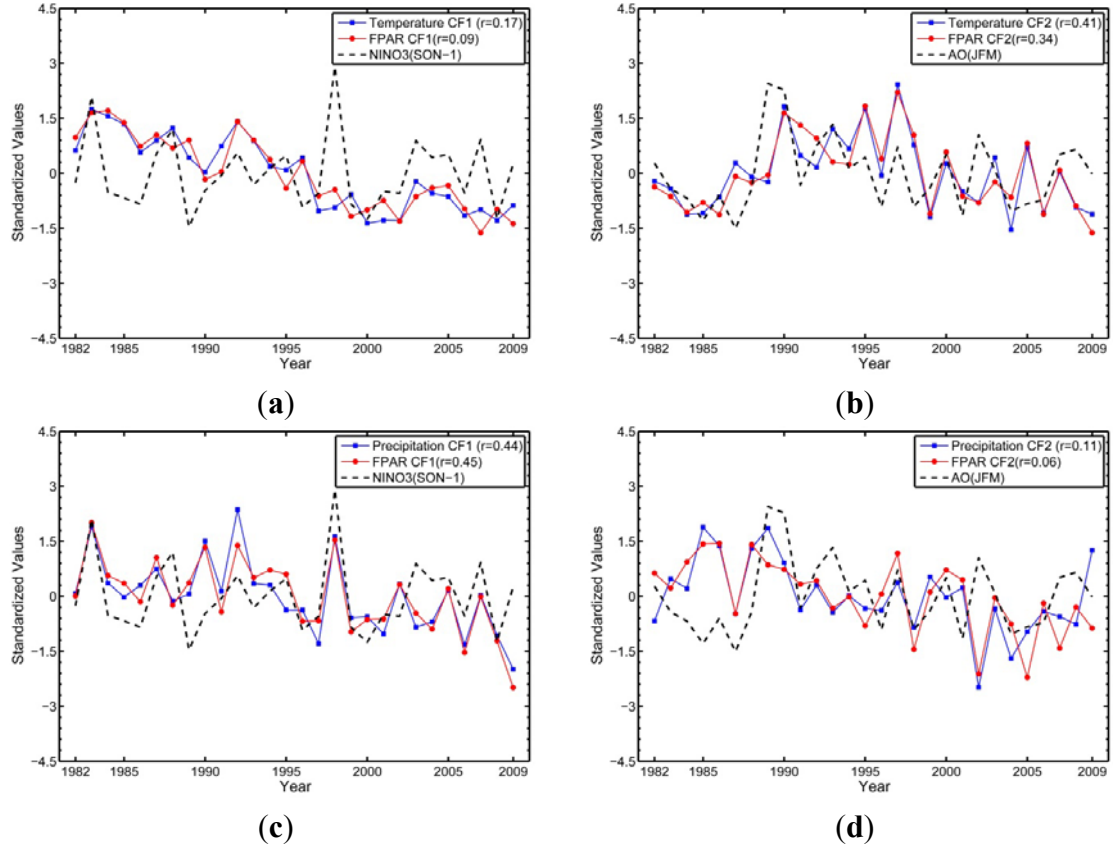 4.5
3
1.5
0
−1.5
−3
−4.5
Standardized Values
Temperature CF1 (r=0.17)
FPAR CF1(r=0.09)
NINO3(SON−1)
1982 1985 1990 1995 2000 2005 2009
Year
(a)
4.5
3
1.5
0
−1.5
−3
−4.5
Standardized Values
Temperature CF2 (r=0.41)
FPAR CF2(r=0.34)
AO(JFM)
1982 1985 1990 1995 2000 2005 2009
Year
(b)
4.5
3
1.5
0
−1.5
−3
−4.5
Standardized Values
Precipitation CF1 (r=0.44)
FPAR CF1(r=0.45)
NINO3(SON−1)
1982 1985 1990 1995 2000 2005 2009
Year
(c)
4.5
3
1.5
0
−1.5
−3
−4.5
Standardized Values
Precipitation CF2 (r=0.11)
FPAR CF2(r=0.06)
AO(JFM)
1982 1985 1990 1995 2000 2005 2009
Year
(d)